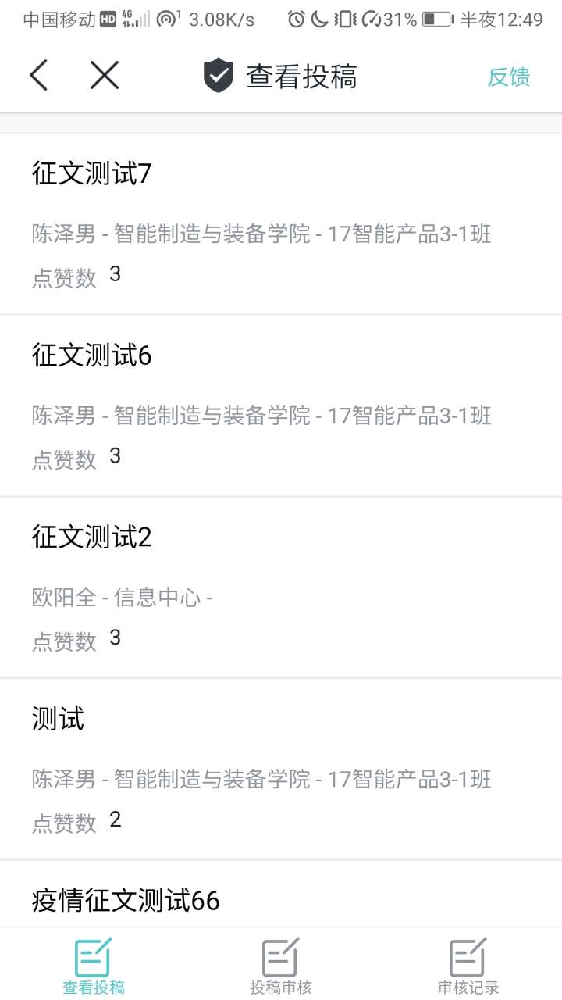 中国移动 HD 4G 1 3.08K/s 31% 半夜12:49
查看投稿 反馈
征文测试7
陈泽男 - 智能制造与装备学院 - 17智能产品3-1班
点赞数 3
征文测试6
陈泽男 - 智能制造与装备学院 - 17智能产品3-1班
点赞数 3
征文测试2
欧阳全 - 信息中心 -
点赞数 3
测试
陈泽男 - 智能制造与装备学院 - 17智能产品3-1班
点赞数 2
疫情征文测试66
查看投稿 投稿审核 审核记录